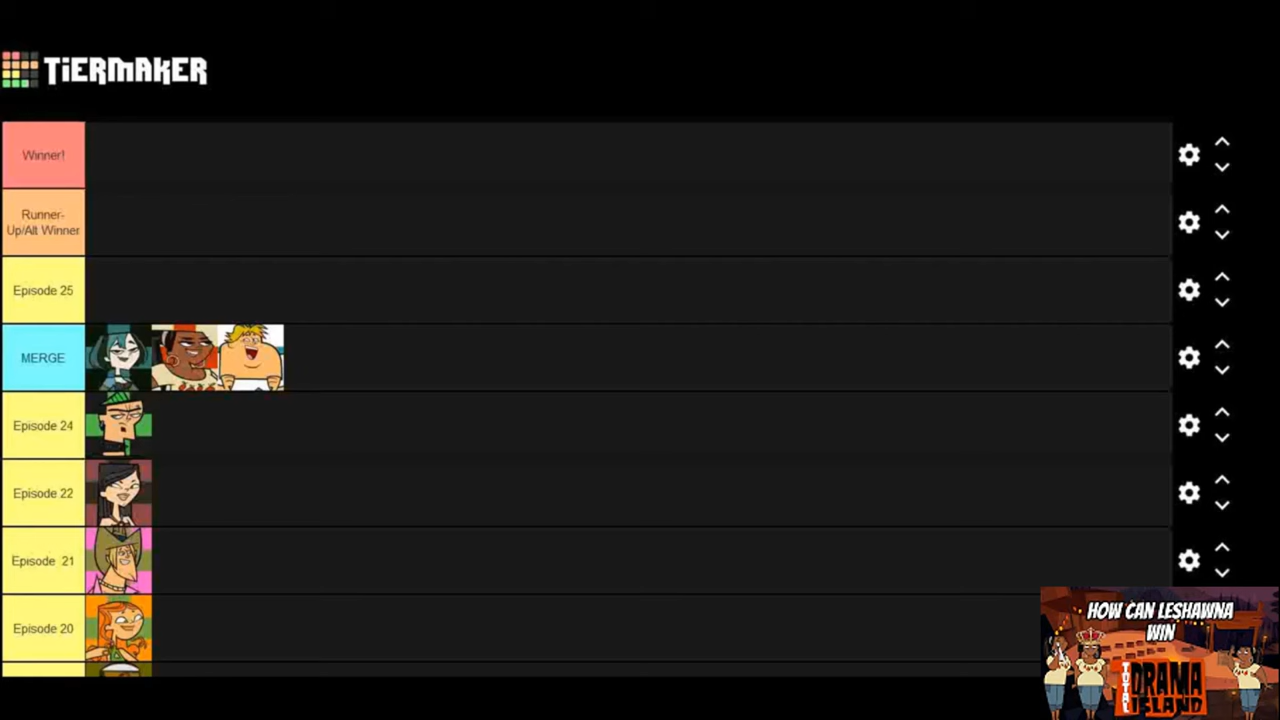 TiERMAKER
Winner!
Runner-
Up/Alt Winner
Episode 25
MERGE
Episode 24
Episode 22
Episode 21
Episode 20
HOW CAN LESHAWNA
WIN
TOTAL
DRAMA
ISLAND